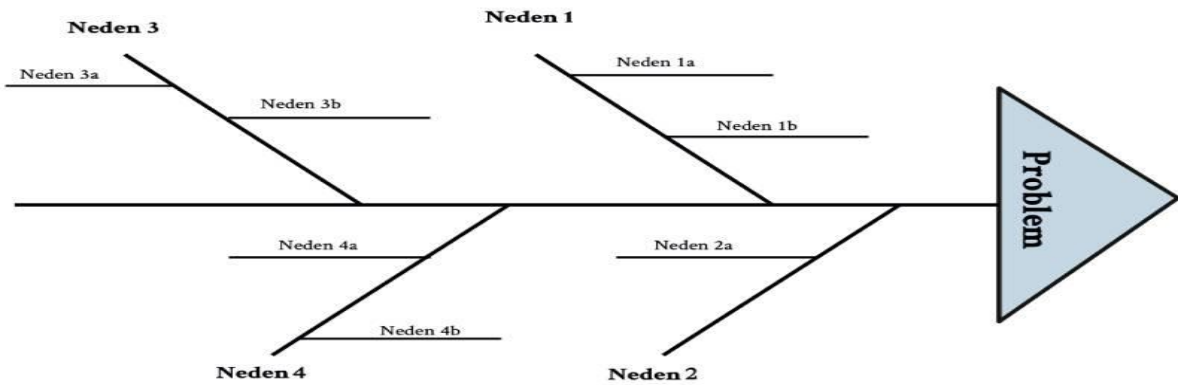 Neden 3
Neden 1
Neden 3a
Neden 1a
Neden 3b
Neden 1b
Problem
Neden 4a
Neden 2a
Neden 4b
Neden 4
Neden 2